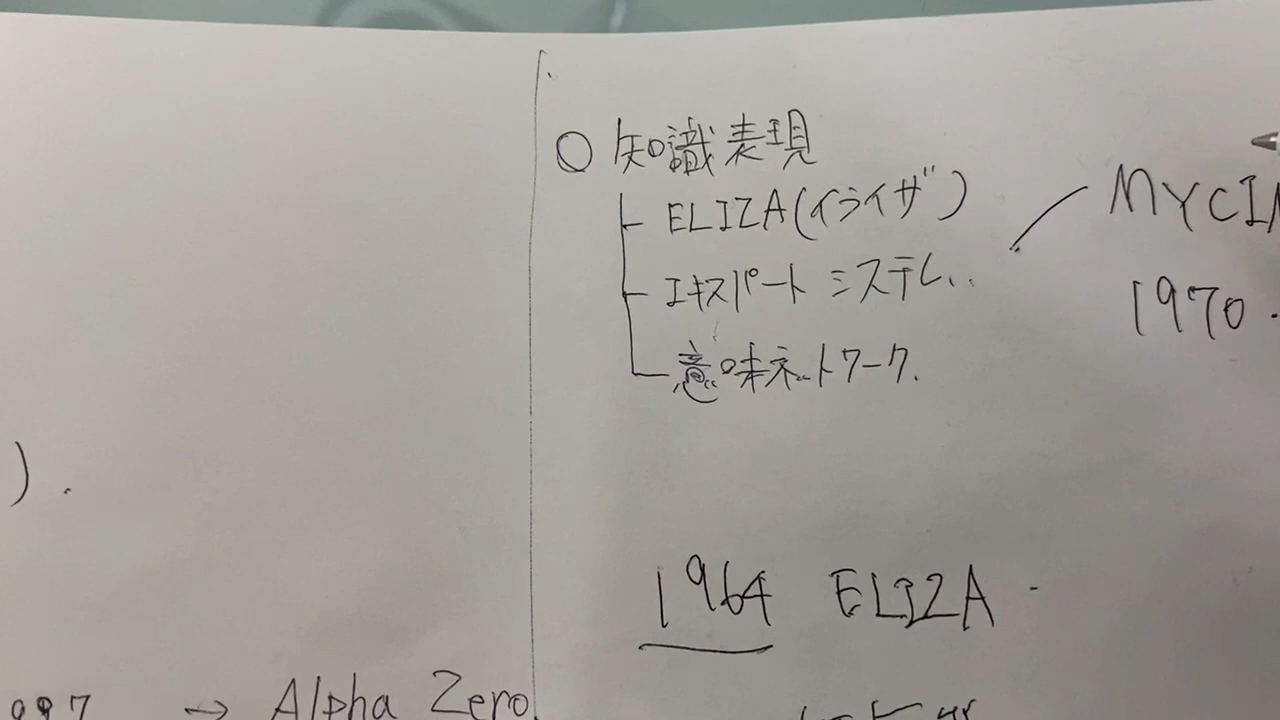 ○ 知識表現
ELIZA(イライザ)
エキスパート システム..
意味ネットワーク.
MYCIN
1970.
1964 ELIZA.
).
→ Alpha Zero